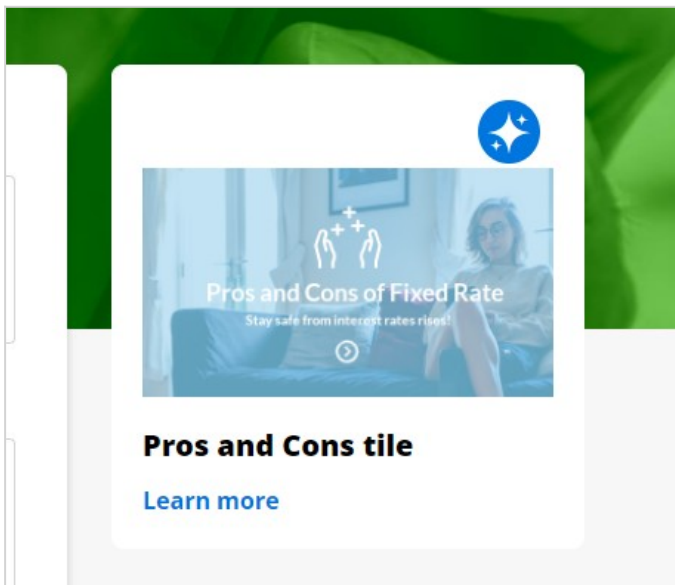 Pros and Cons of Fixed Rate
Stay safe from interest rates rises!
Pros and Cons tile
Learn more